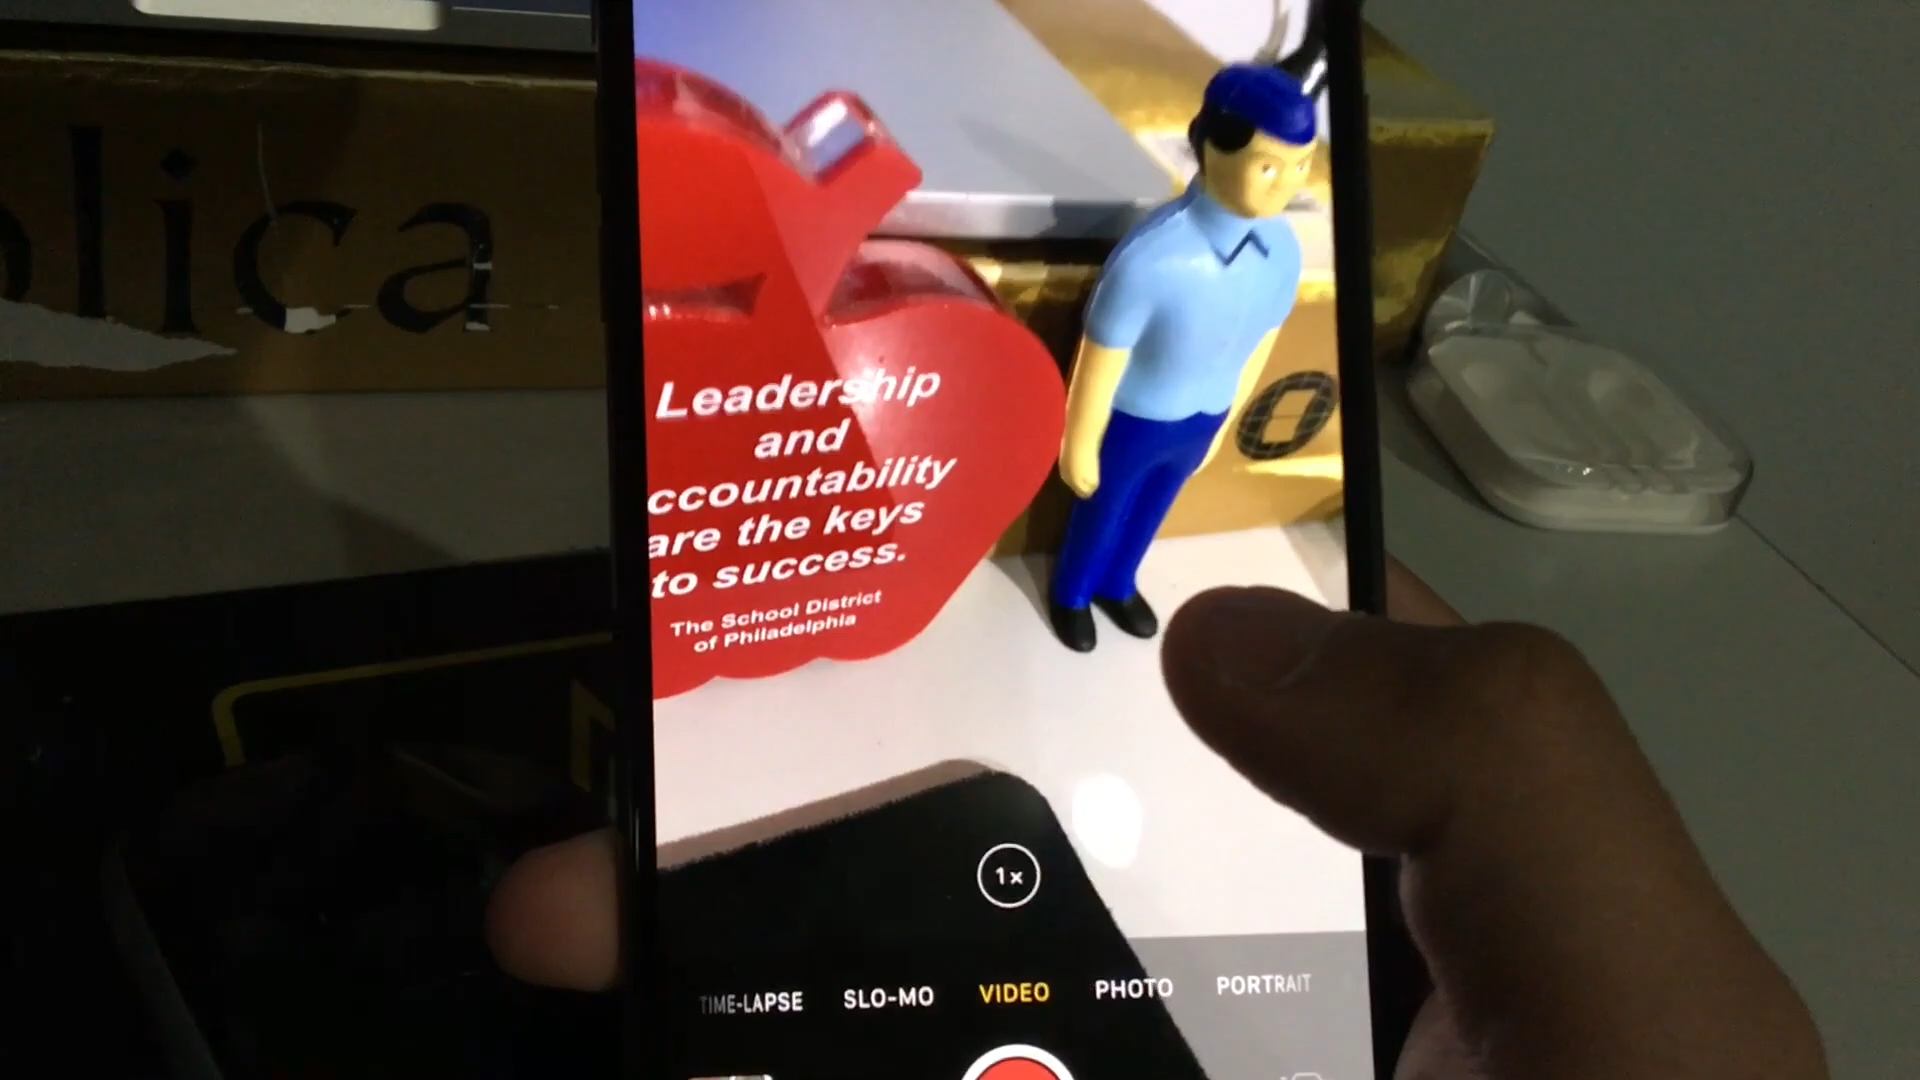 plica
Leadership
and
ccountability
are the keys
to success.
The School District
of Philadelphia
o
1x
TIME-LAPSE SLO-MO VIDEO PHOTO PORTRAIT